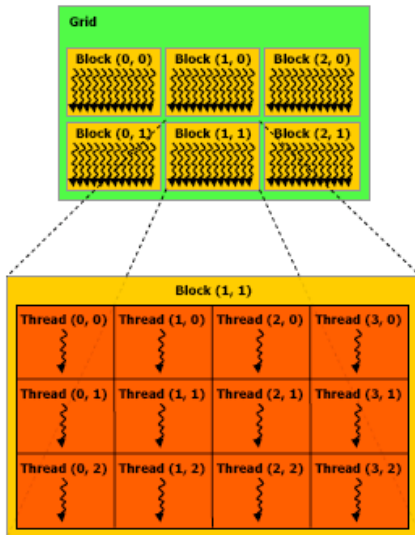 Grid
Block (0, 0) Block (1, 0) Block (2, 0)
Block (0, 1) Block (1, 1) Block (2, 1)
Block (1, 1)
Thread (0, 0) Thread (1, 0) Thread (2, 0) Thread (3, 0)
Thread (0, 1) Thread (1, 1) Thread (2, 1) Thread (3, 1)
Thread (0, 2) Thread (1, 2) Thread (2, 2) Thread (3, 2)